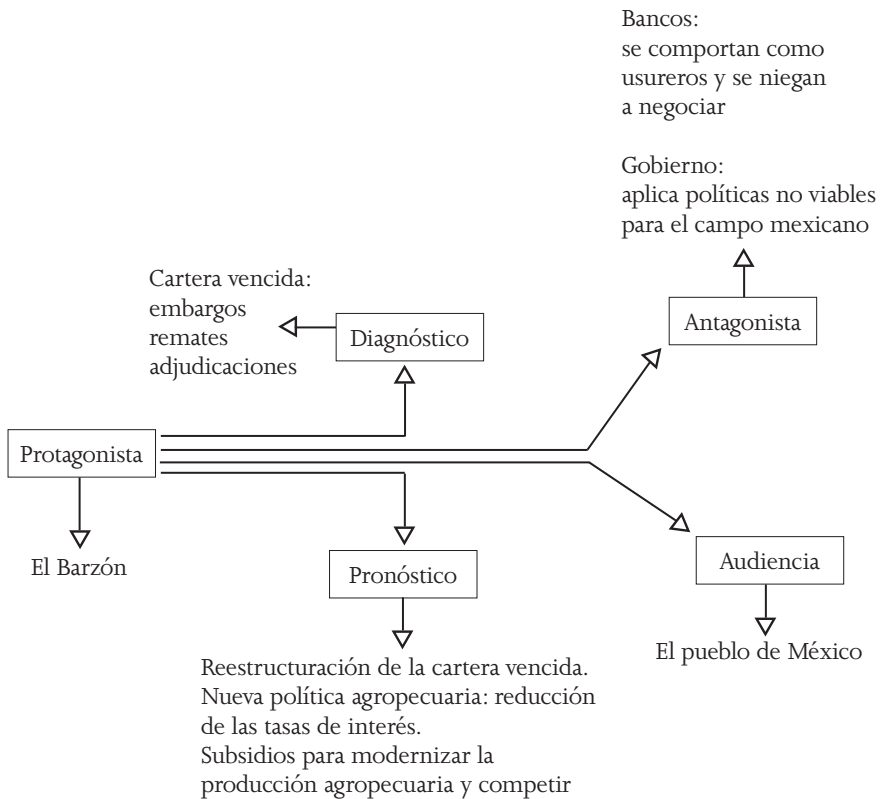 Bancos:
se comportan como
usureros y se niegan
a negociar
Gobierno:
aplica políticas no viables
para el campo mexicano
Cartera vencida:
embargos
remates
adjudicaciones
Diagnóstico
Antagonista
Protagonista
El Barzón
Pronóstico
Audiencia
El pueblo de México
Reestructuración de la cartera vencida.
Nueva política agropecuaria: reducción
de las tasas de interés.
Subsidios para modernizar la
producción agropecuaria y competir